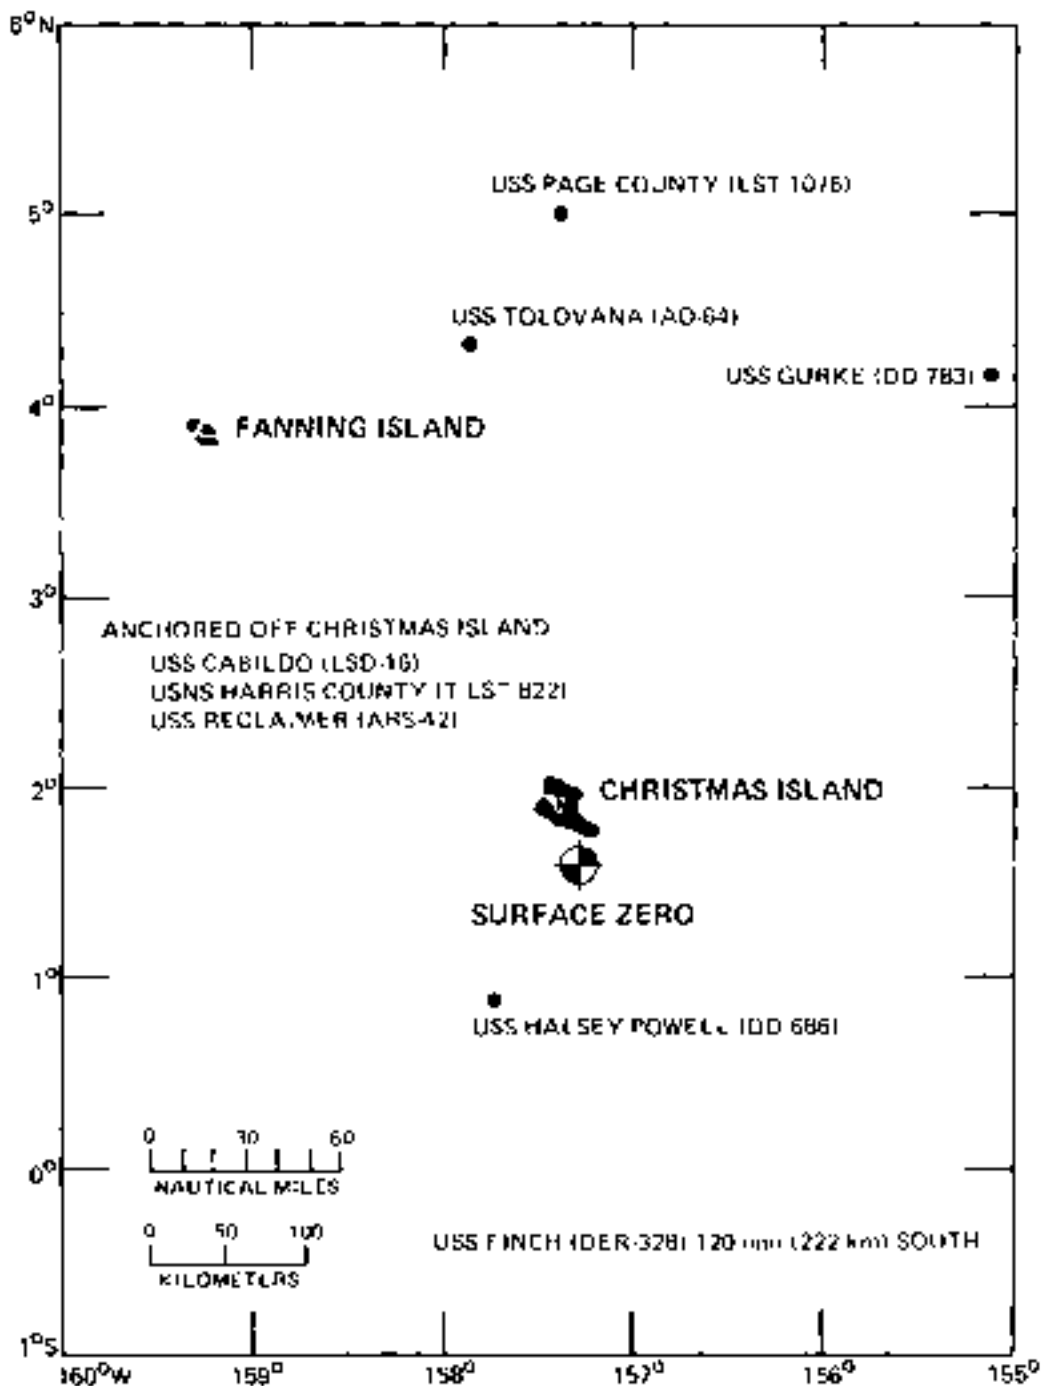 6°N
USS PAGE COUNTY (LST 1076)
5°
USS TOLOVANA (AO-64)
USS GURKE (DD 783)
4°
FANNING ISLAND
3°
ANCHORED OFF CHRISTMAS ISLAND
USS CABILDO (LSD-16)
USNS HARRIS COUNTY (T LST 822)
USS RECLAIMER (ARS-42)
2°
CHRISTMAS ISLAND
SURFACE ZERO
1°
USS HALSEY POWELL (DD 686)
0 30 60
0°
NAUTICAL MILES
0 50 100
USS FINCH (DER-328) 120 nmi (222 km) SOUTH
KILOMETERS
1°S
160°W 159° 158° 157° 156° 155°